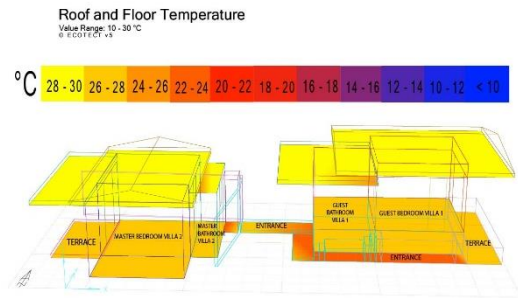 Roof and Floor Temperature
Value Range: 10 - 30 °C
© ECOTECT v5
°C 28 - 30 26 - 28 24 - 26 22 - 24 20 - 22 18 - 20 16 - 18 14 - 16 12 - 14 10 - 12 < 10
TERRACE
MASTER BEDROOM VILLA 2
MASTER
BATHROOM
VILLA 2
ENTRANCE
GUEST
BATHROOM
VILLA 1
GUEST BEDROOM VILLA 1
ENTRANCE
TERRACE